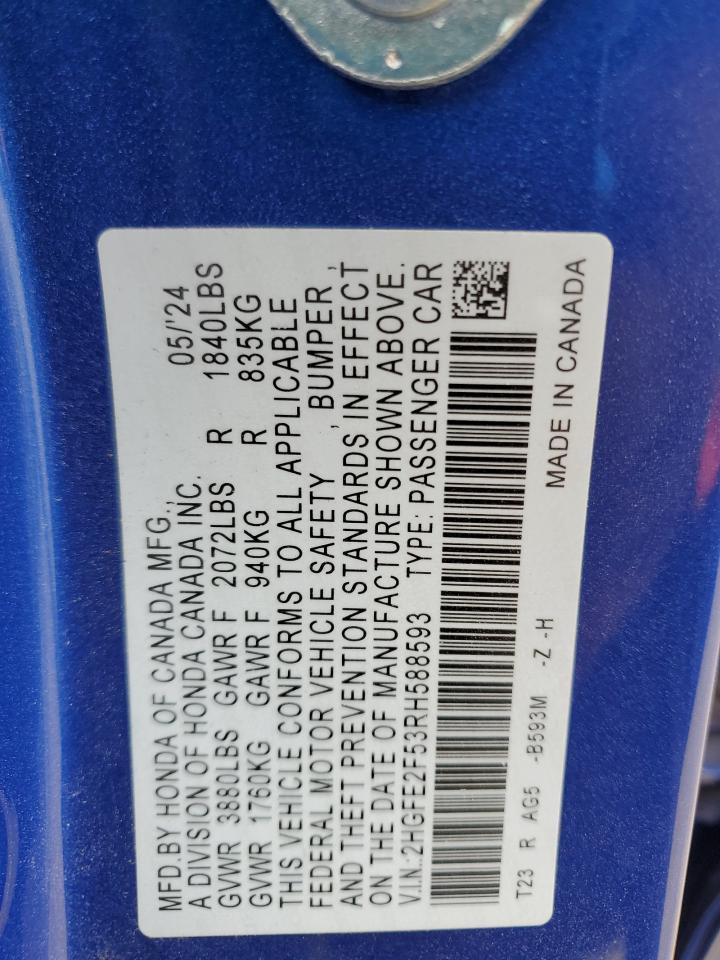 MFD.BY HONDA OF CANADA MFG.,
A DIVISION OF HONDA CANADA INC. 05/'24
GVWR 3880LBS GAWR F 2072LBS R 1840LBS
GVWR 1760KG GAWR F 940KG R 835KG
THIS VEHICLE CONFORMS TO ALL APPLICABLE
FEDERAL MOTOR VEHICLE SAFETY , BUMPER ,
AND THEFT PREVENTION STANDARDS IN EFFECT
ON THE DATE OF MANUFACTURE SHOWN ABOVE.
V.I.N.:2HGFE2F53RH588593 TYPE: PASSENGER CAR
T23 R AG5 -B593M -Z -H
MADE IN CANADA